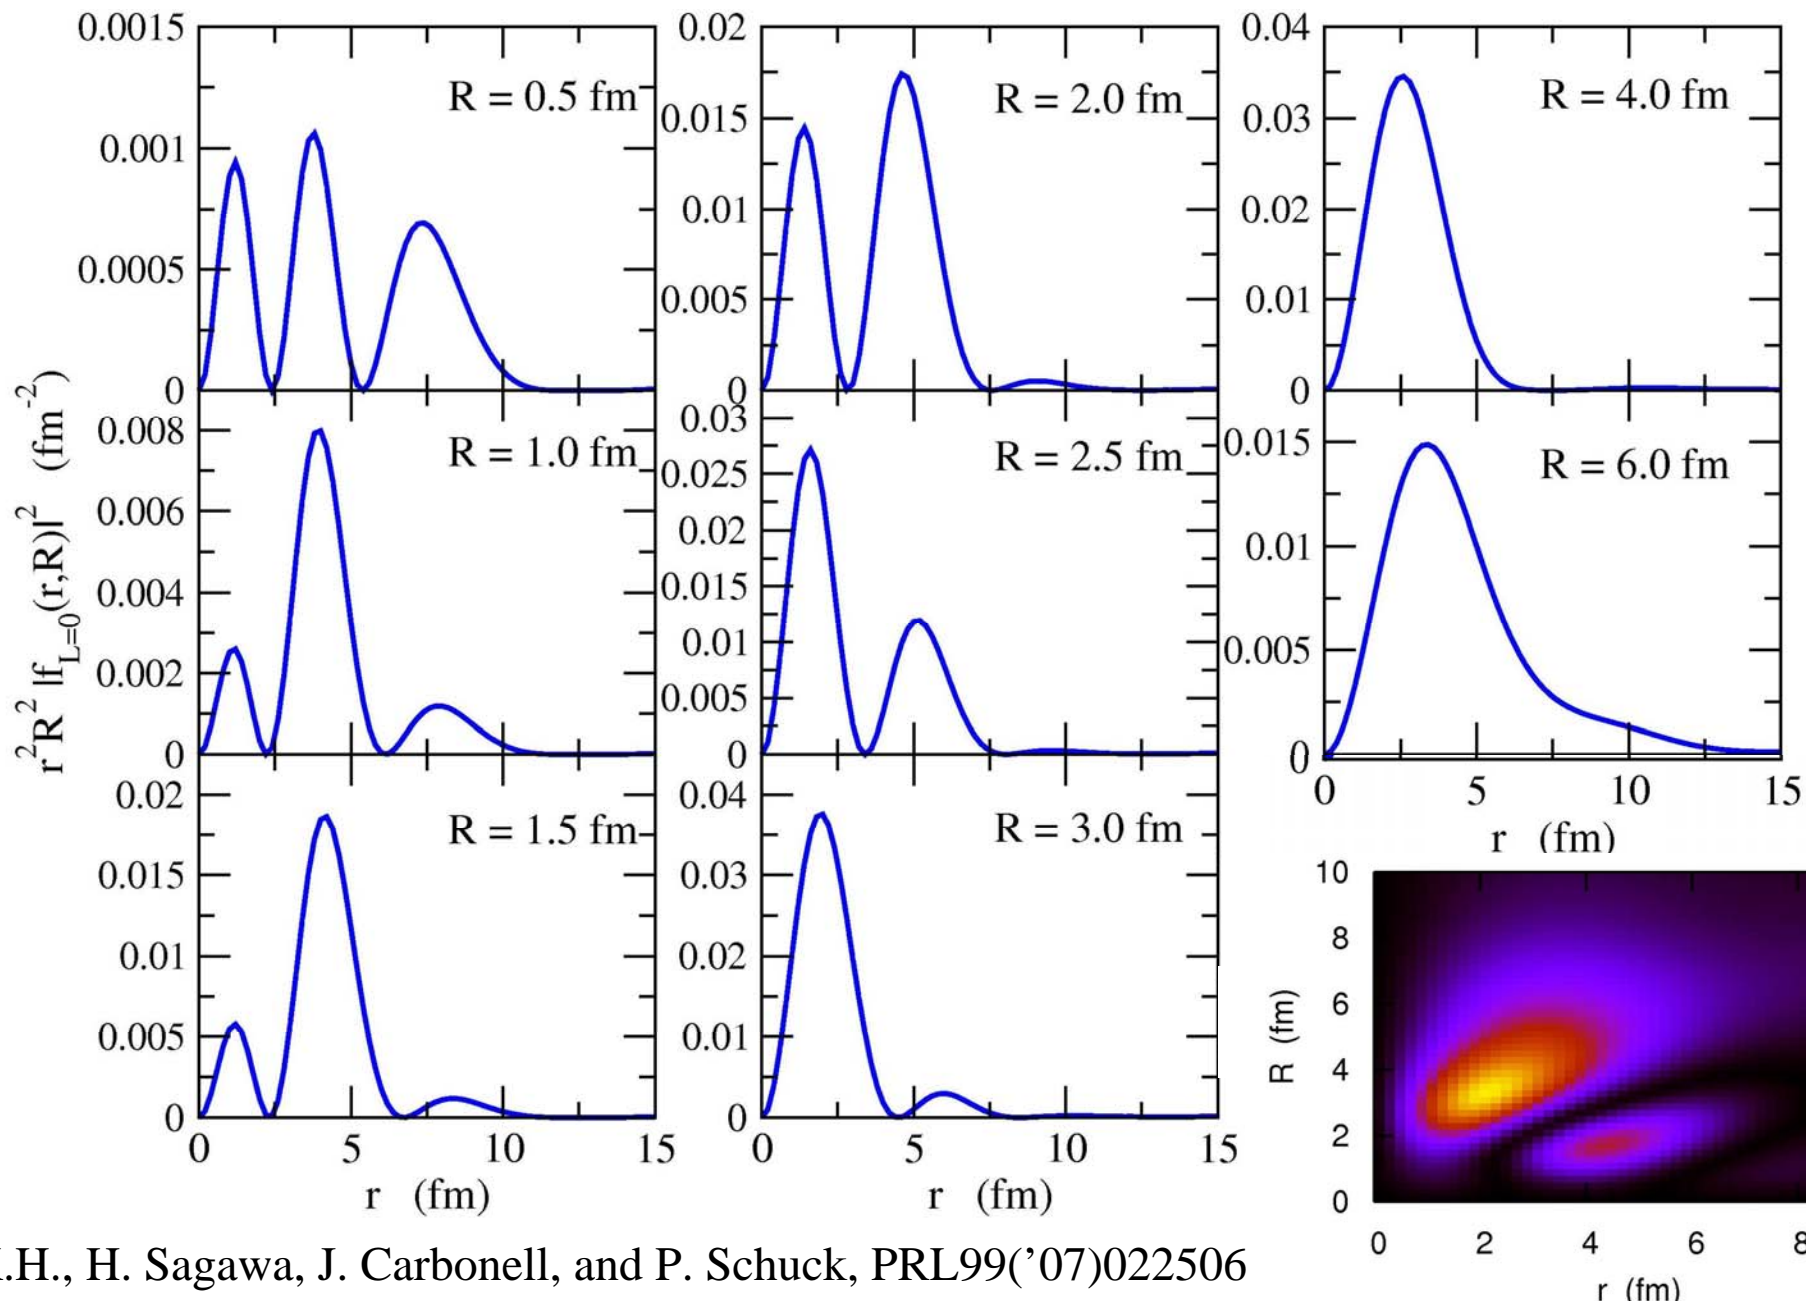 r²R² |f_{L=0}(r,R)|² (fm⁻²)
0.0015
0.001
0.0005
0
R = 0.5 fm
0.008
0.006
0.004
0.002
0
R = 1.0 fm
0.02
0.015
0.01
0.005
0
R = 1.5 fm
0 5 10 15
r (fm)
0.02
0.015
0.01
0.005
0
R = 2.0 fm
0.03
0.025
0.02
0.015
0.01
0.005
0
R = 2.5 fm
0.04
0.03
0.02
0.01
0
R = 3.0 fm
0 5 10 15
r (fm)
0.04
0.03
0.02
0.01
0
R = 4.0 fm
0.015
0.01
0.005
0
R = 6.0 fm
0 5 10 15
r (fm)
10
8
6
4
2
0
R (fm)
0 2 4 6 8
r (fm)
.H., H. Sagawa, J. Carbonell, and P. Schuck, PRL99(’07)022506